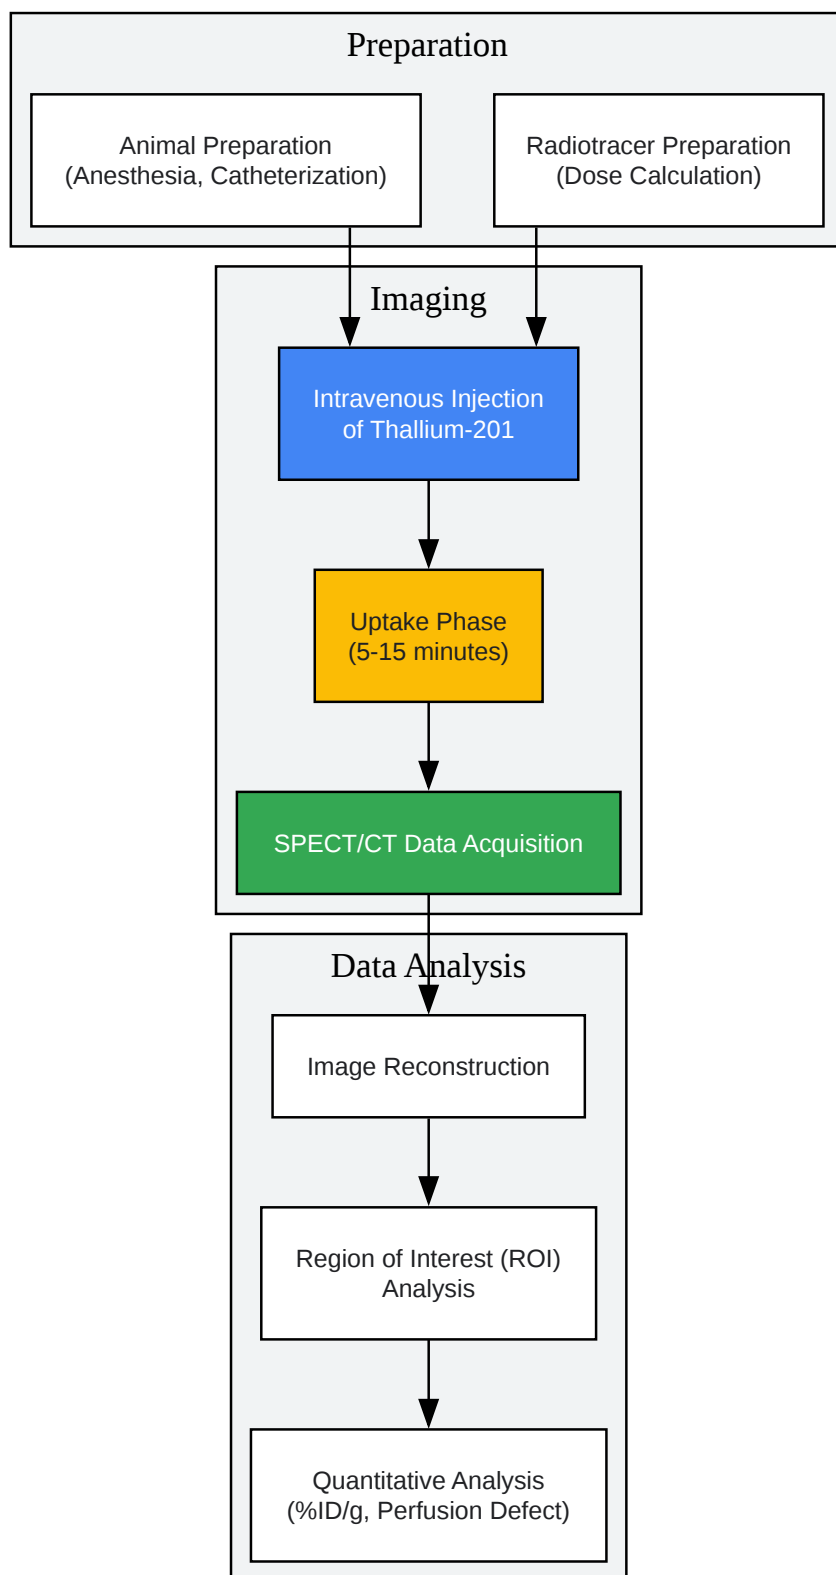 Preparation
Animal Preparation
(Anesthesia, Catheterization)
Radiotracer Preparation
(Dose Calculation)
Imaging
Intravenous Injection
of Thallium-201
Uptake Phase
(5-15 minutes)
SPECT/CT Data Acquisition
Data Analysis
Image Reconstruction
Region of Interest (ROI)
Analysis
Quantitative Analysis
(%ID/g, Perfusion Defect)